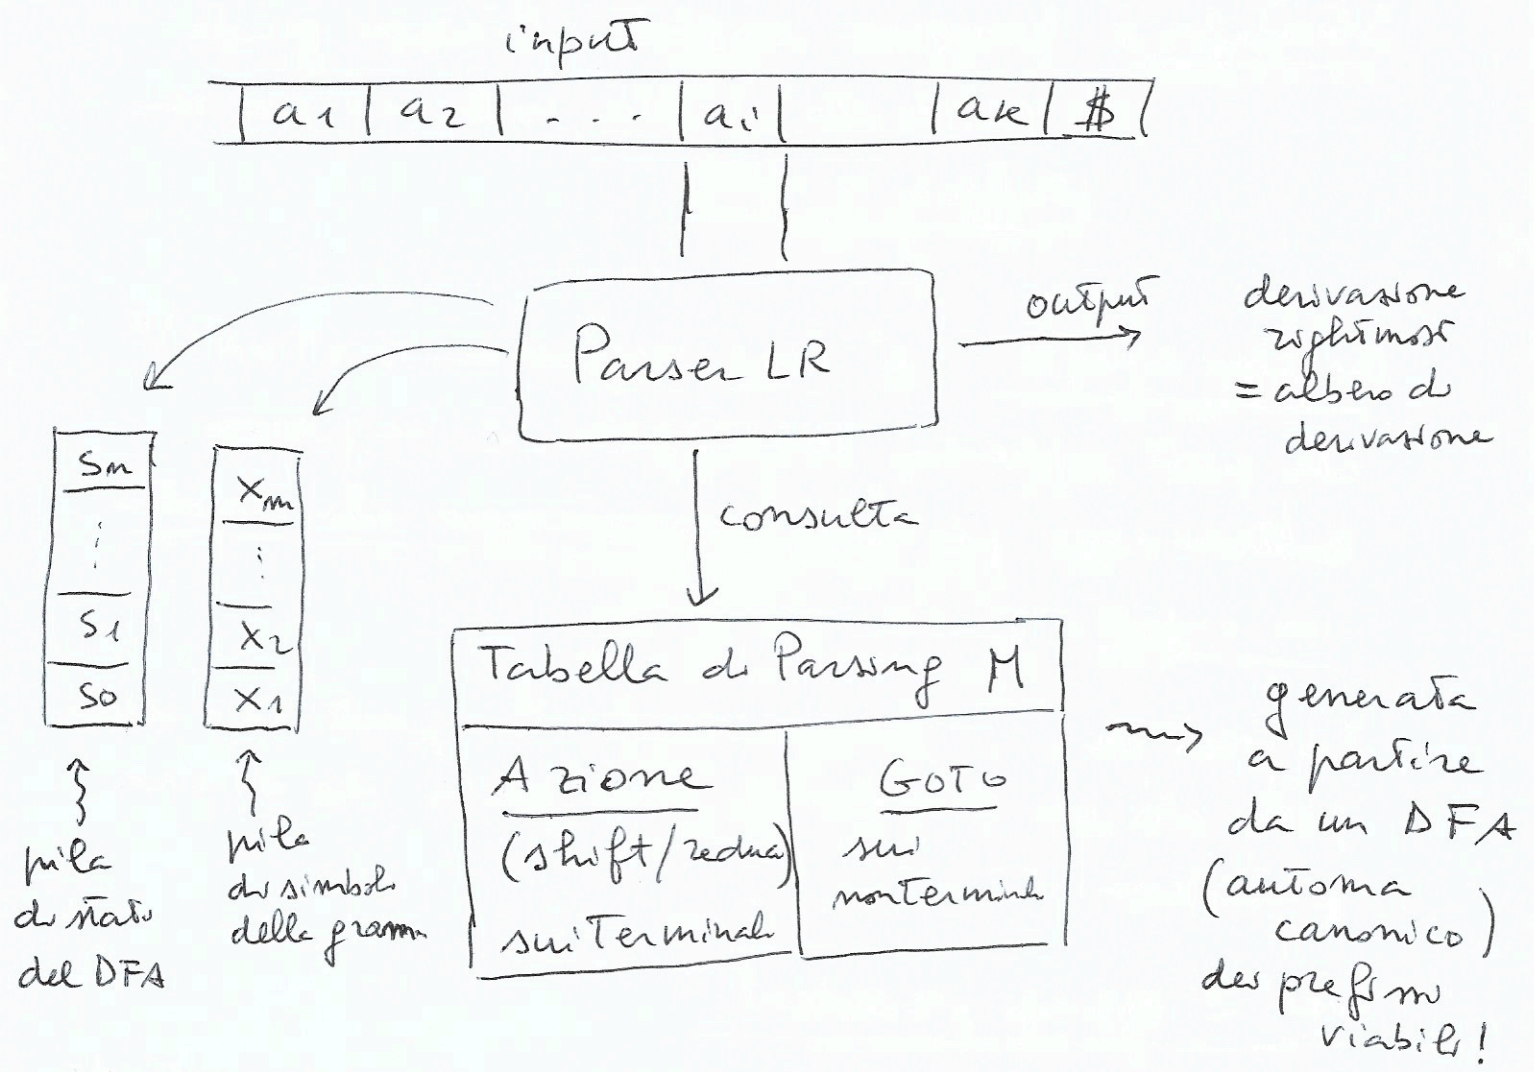 input
a1 a2 ... ai ak $
Parser LR
output
derivazione
rightmost
= albero di
derivazione
consulta
Sn
⋮
S1
S0
Xm
⋮
X2
X1
pila
di stati
del DFA
pila
di simboli
della gramm
Tabella di Parsing M
Azione
(shift/reduce)
sui terminali
GOTO
sui
nonterminali
generata
a partire
da un DFA
(automa
canonico)
dei prefissi
viabili!